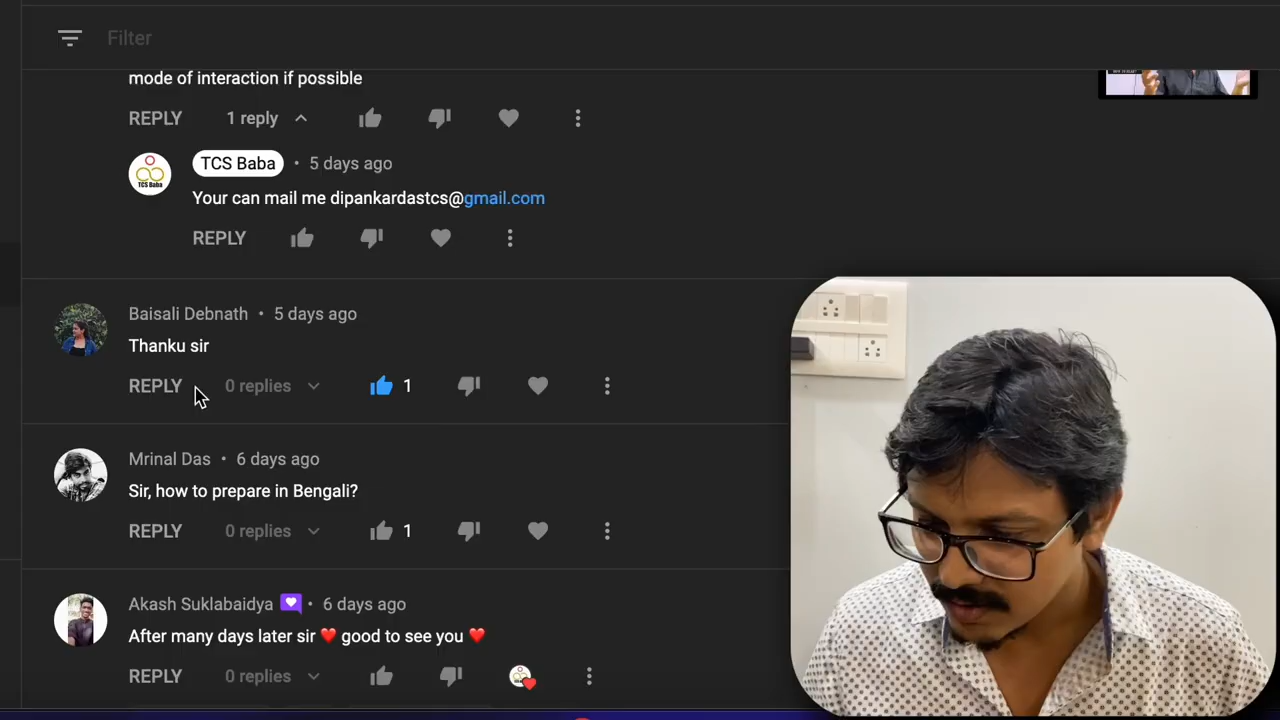 Filter
mode of interaction if possible
REPLY 1 reply
TCS Baba • 5 days ago
TCS Baba
Your can mail me dipankardastcs@gmail.com
REPLY
Baisali Debnath • 5 days ago
Thanku sir
REPLY 0 replies 1
Mrinal Das • 6 days ago
Sir, how to prepare in Bengali?
REPLY 0 replies 1
Akash Suklabaidya • 6 days ago
After many days later sir ❤️ good to see you ❤️
REPLY 0 replies